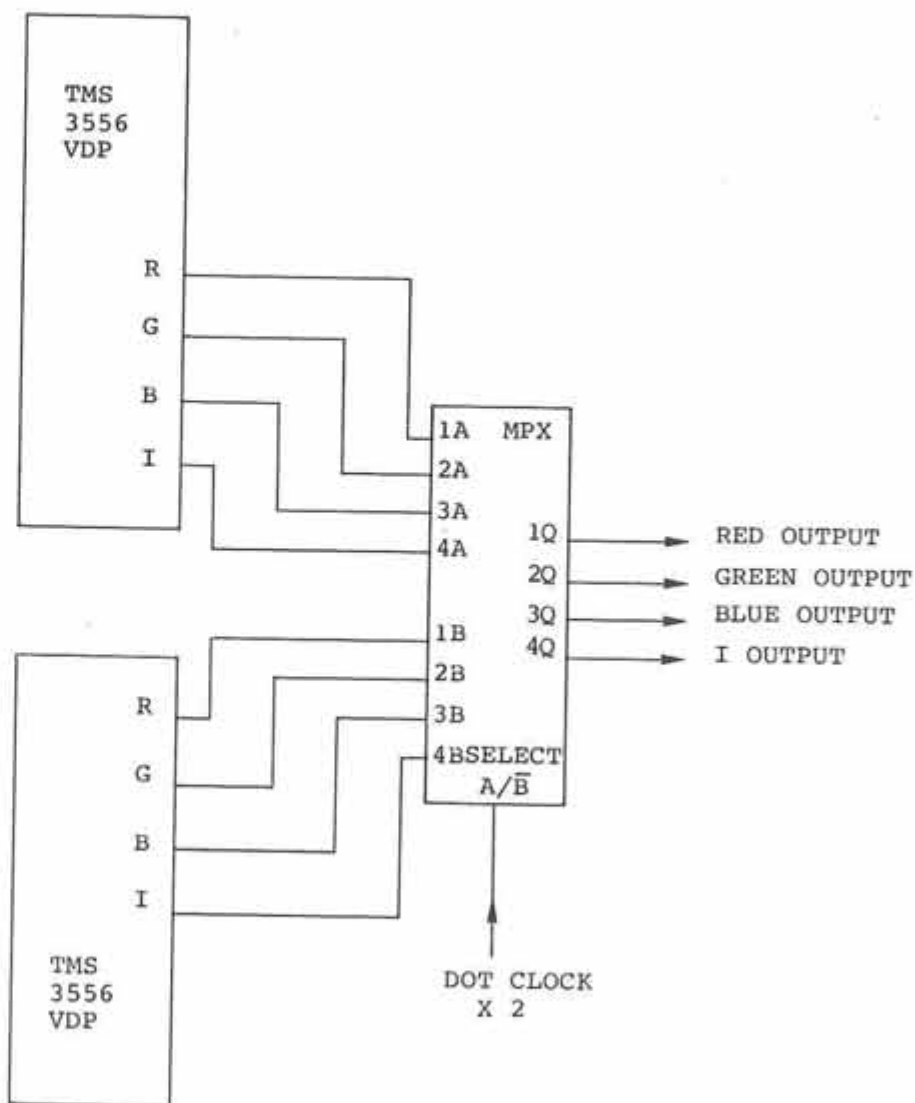 TMS
3556
VDP
R
G
B
I
1A MPX
2A
3A
4A
1Q RED OUTPUT
2Q GREEN OUTPUT
3Q BLUE OUTPUT
4Q I OUTPUT
1B
2B
3B
4BSELECT
A/B̅
R
G
B
I
TMS
3556
VDP
DOT CLOCK
X 2